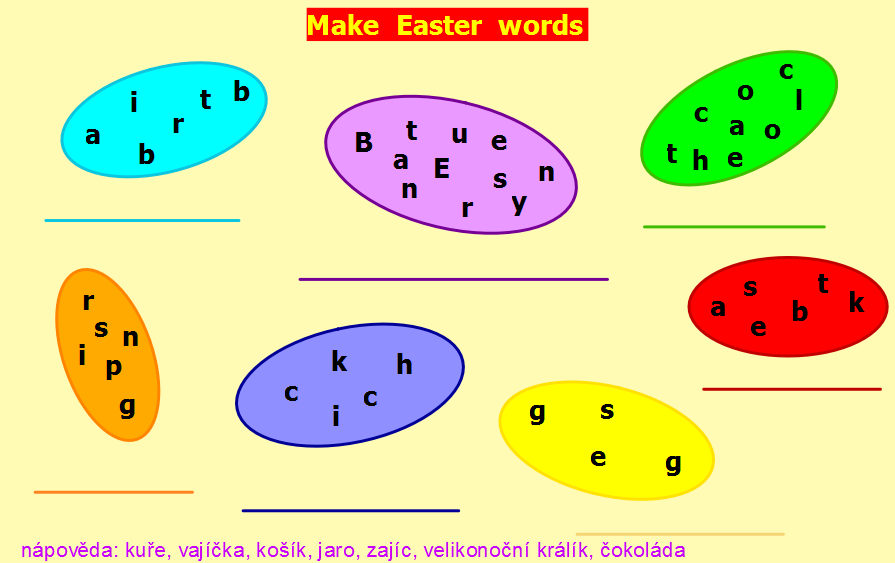 Make Easter words
i t b
a r
b
B t u e
a E s n
n r y
c
o l
c a o
t h e
r
s n
i p
g
k h
c c
i
g s
e g
s t
a b k
e
nápověda: kuře, vajíčka, košík, jaro, zajíc, velikonoční králík, čokoláda